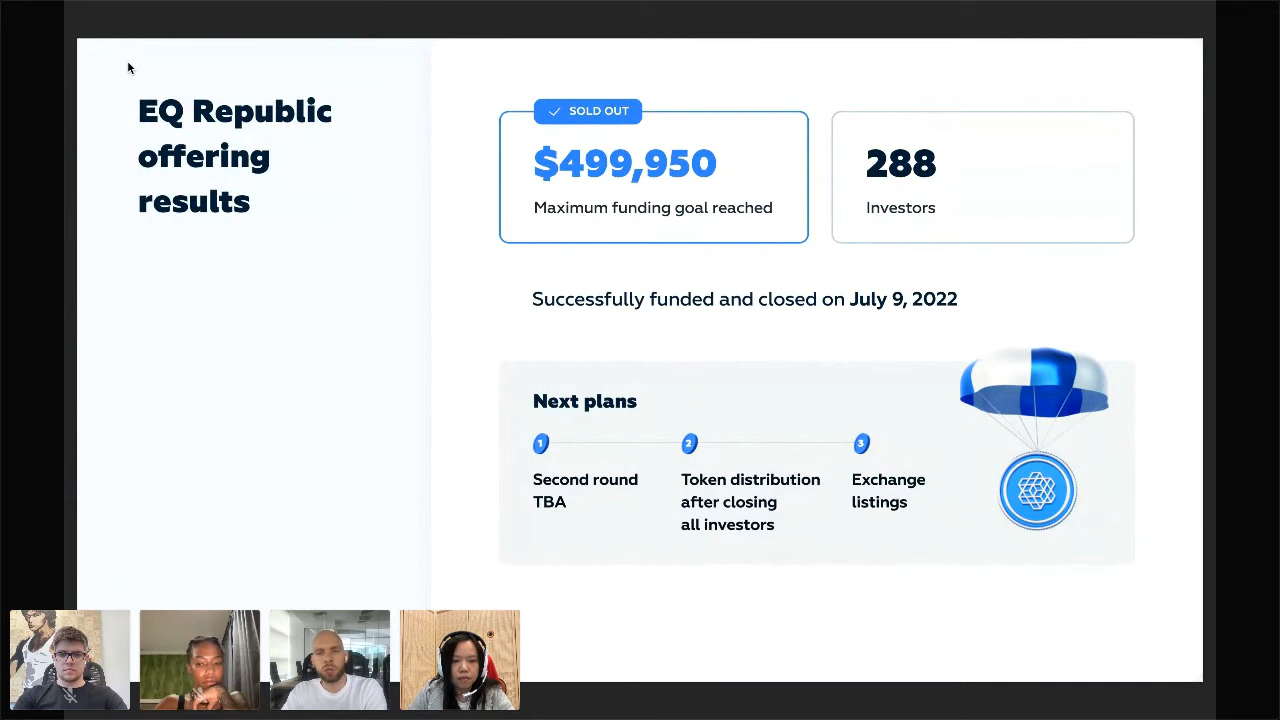 EQ Republic
offering
results
SOLD OUT
$499,950
Maximum funding goal reached
288
Investors
Successfully funded and closed on July 9, 2022
Next plans
1
2
3
Second round
TBA
Token distribution
after closing
all investors
Exchange
listings